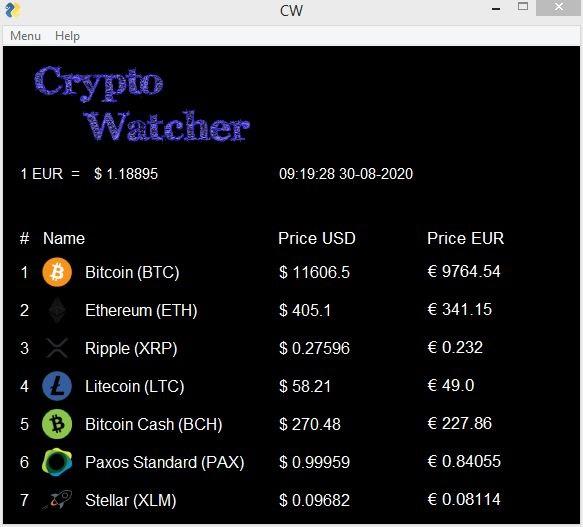 CW
Menu Help
Crypto
Watcher
1 EUR = $ 1.18895 09:19:28 30-08-2020
# Name Price USD Price EUR
1 Bitcoin (BTC) $ 11606.5 € 9764.54
2 Ethereum (ETH) $ 405.1 € 341.15
3 Ripple (XRP) $ 0.27596 € 0.232
4 Litecoin (LTC) $ 58.21 € 49.0
5 Bitcoin Cash (BCH) $ 270.48 € 227.86
6 Paxos Standard (PAX) $ 0.99959 € 0.84055
7 Stellar (XLM) $ 0.09682 € 0.08114